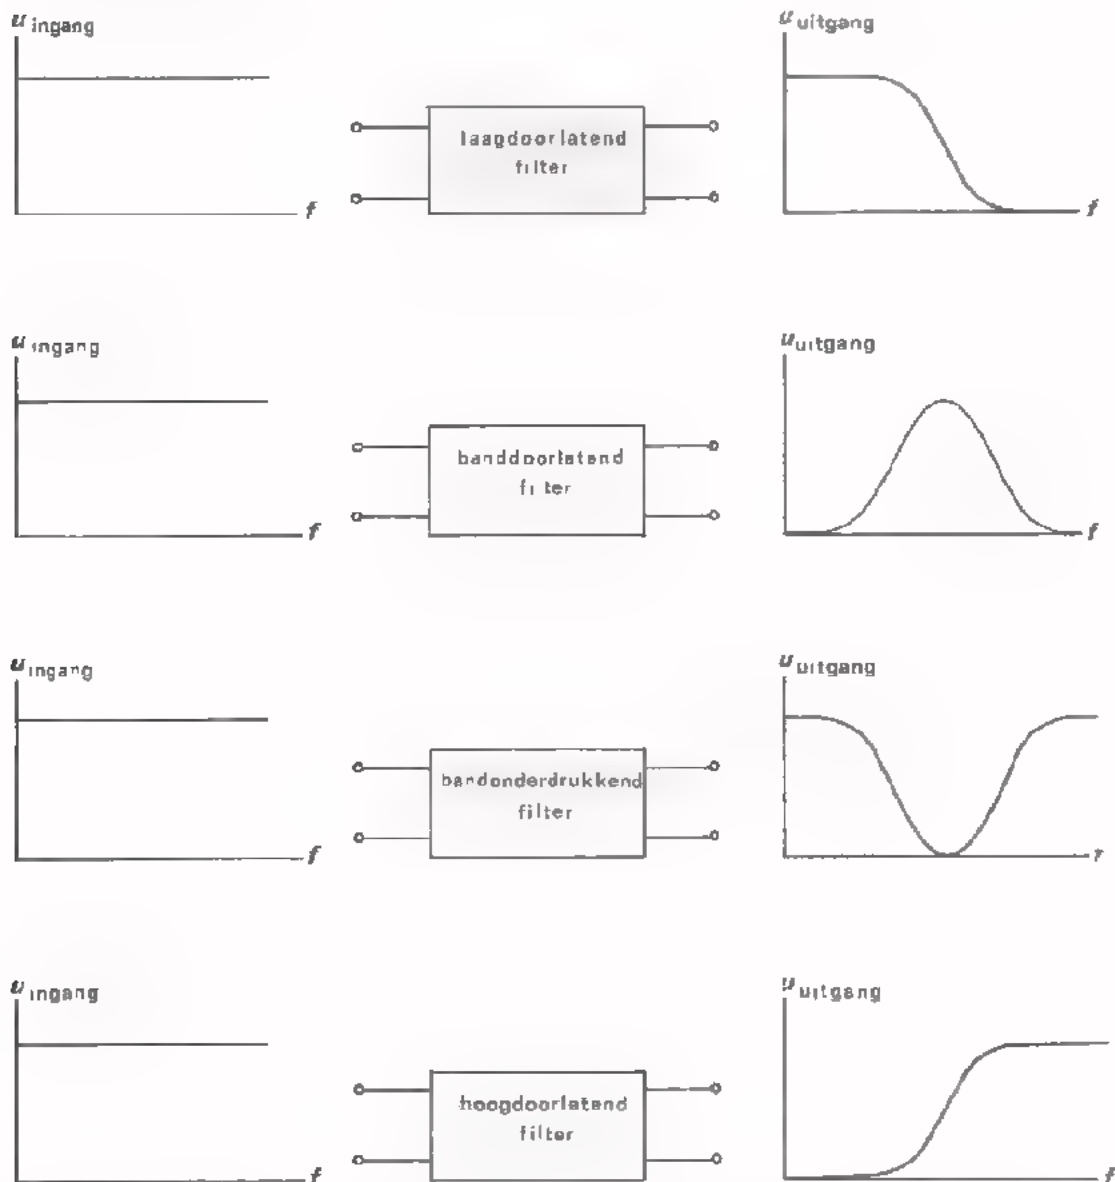 u ingang
u uitgang
laagdoorlatend
filter
f
f
u ingang
u uitgang
banddoorlatend
filter
f
f
u ingang
u uitgang
bandonderdrukkend
filter
f
f
u ingang
u uitgang
hoogdoorlatend
filter
f
f